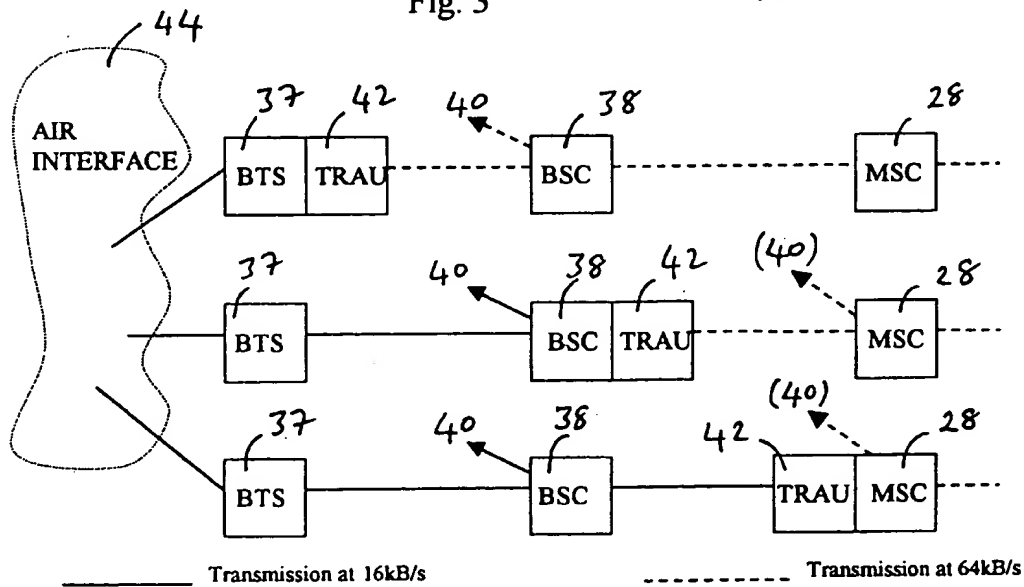 Fig. 3
44
AIR
INTERFACE
37 42 40 38 28
BTS TRAU BSC MSC
37 40 38 42 (40) 28
BTS BSC TRAU MSC
37 40 38 42 (40) 28
BTS BSC TRAU MSC
Transmission at 16kB/s Transmission at 64kB/s